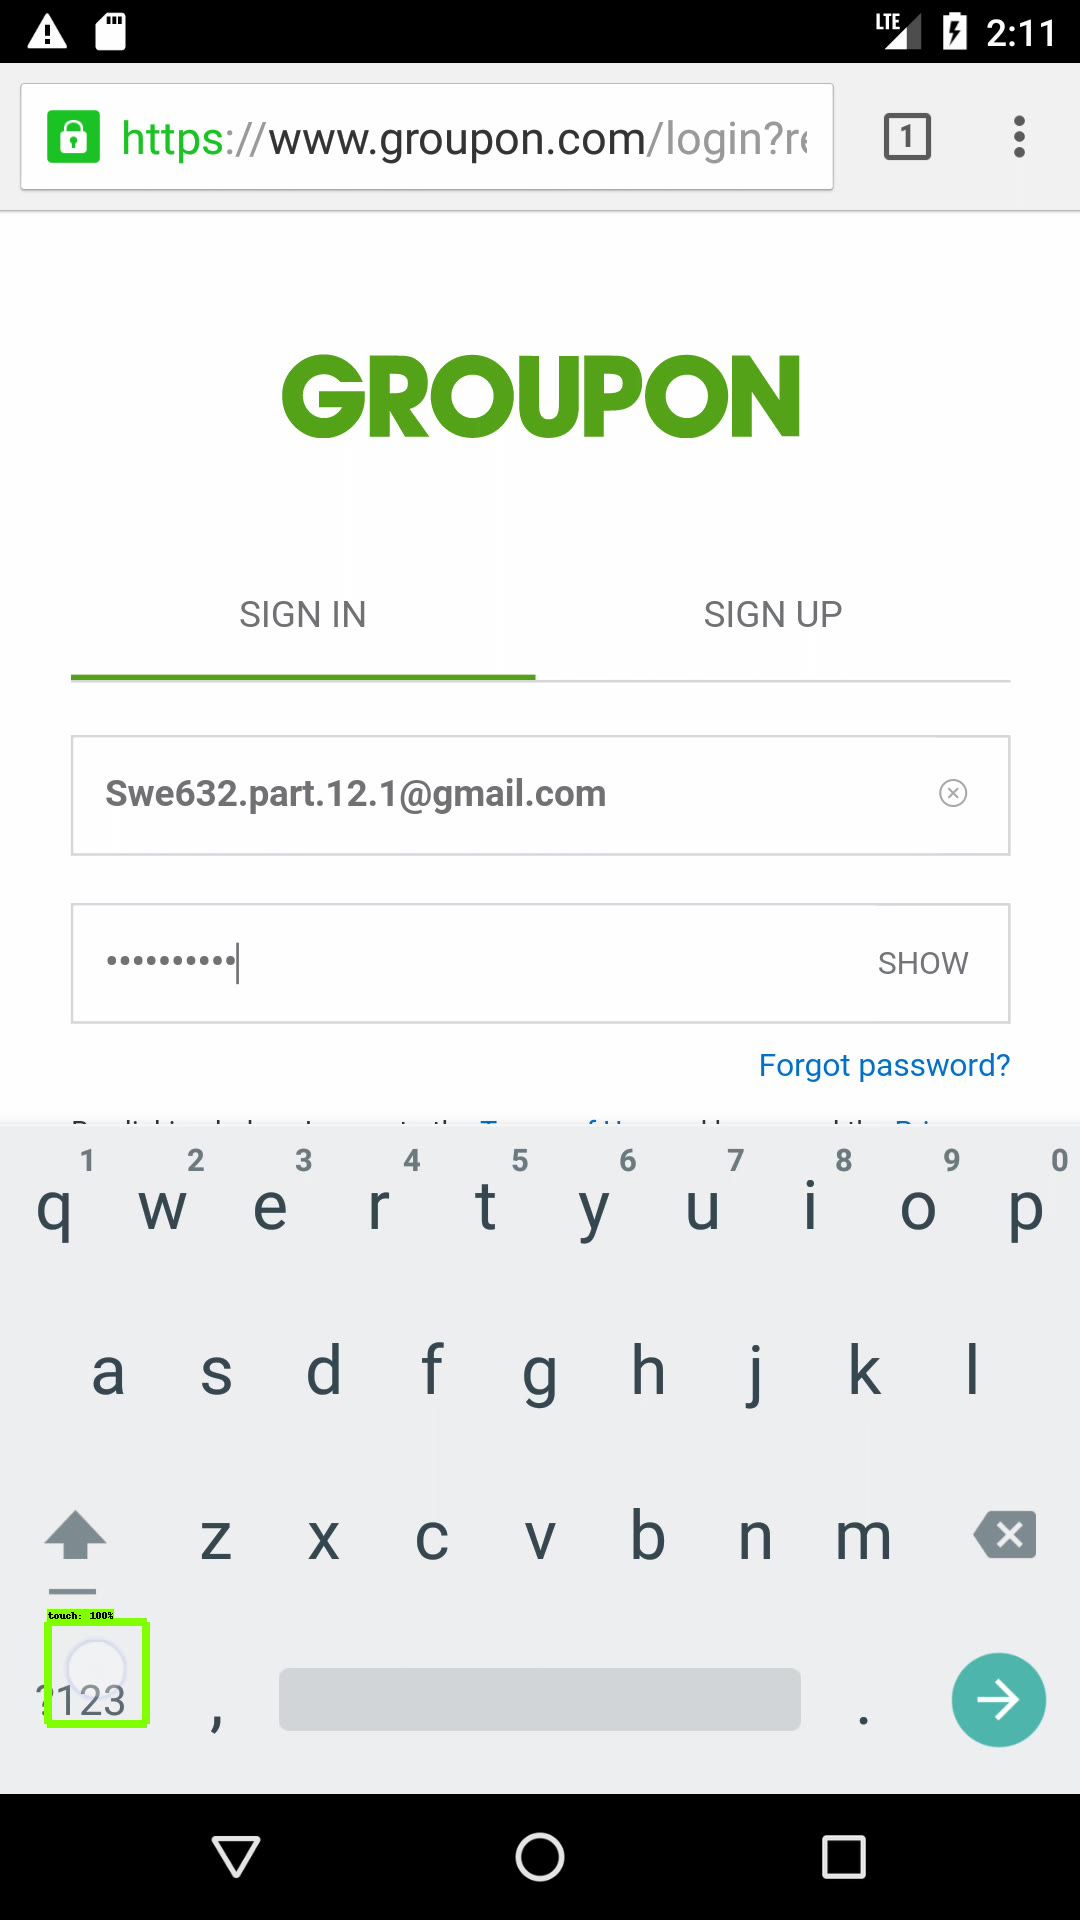 LTE 2:11
https://www.groupon.com/login?re
1
GROUPON
SIGN IN SIGN UP
Swe632.part.12.1@gmail.com
•••••••••• SHOW
Forgot password?
1 2 3 4 5 6 7 8 9 0
q w e r t y u i o p
a s d f g h j k l
z x c v b n m
touch: 100%
?123 , .